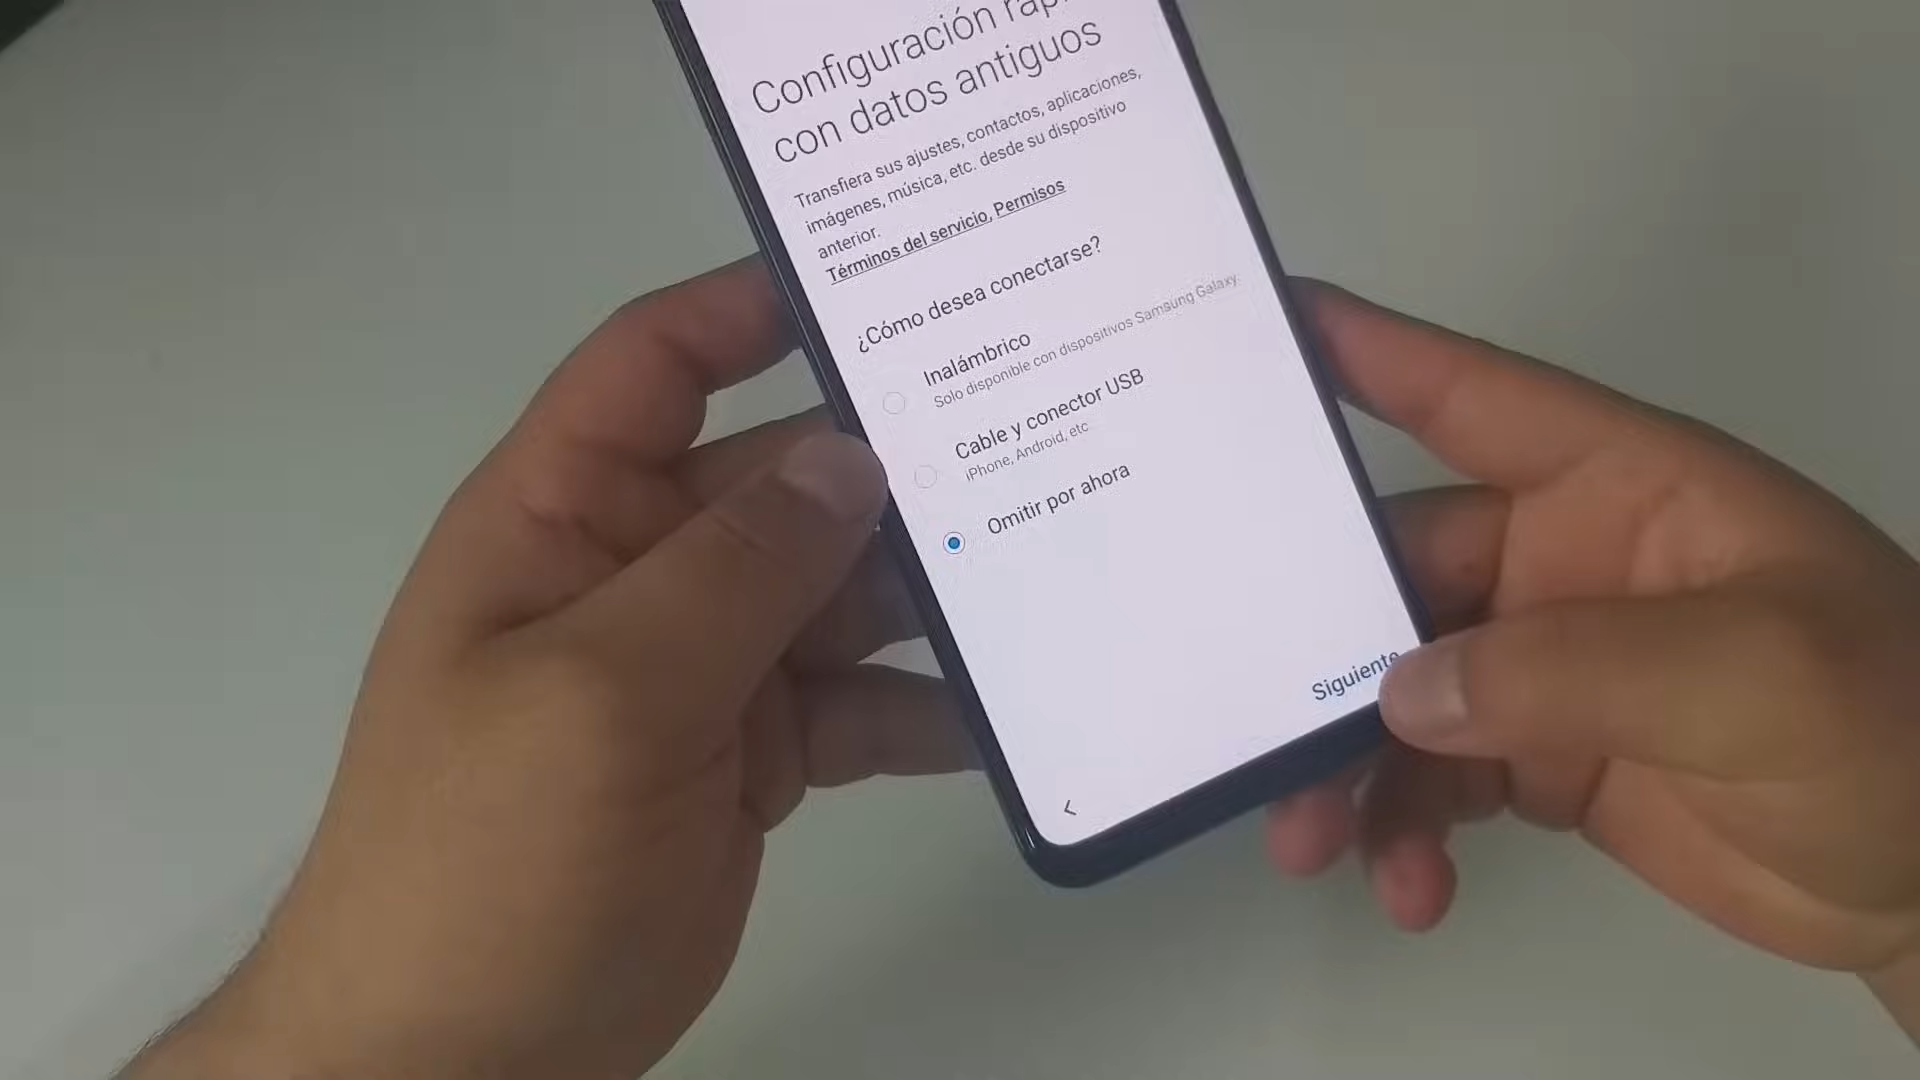 Configuración
con datos antiguos
Transfiera sus ajustes, contactos, aplicaciones,
imágenes, música, etc. desde su dispositivo
anterior.
Términos del servicio, Permisos
¿Cómo desea conectarse?
Inalámbrico
Solo disponible con dispositivos Samsung Galaxy.
Cable y conector USB
iPhone, Android, etc
Omitir por ahora
Siguiente